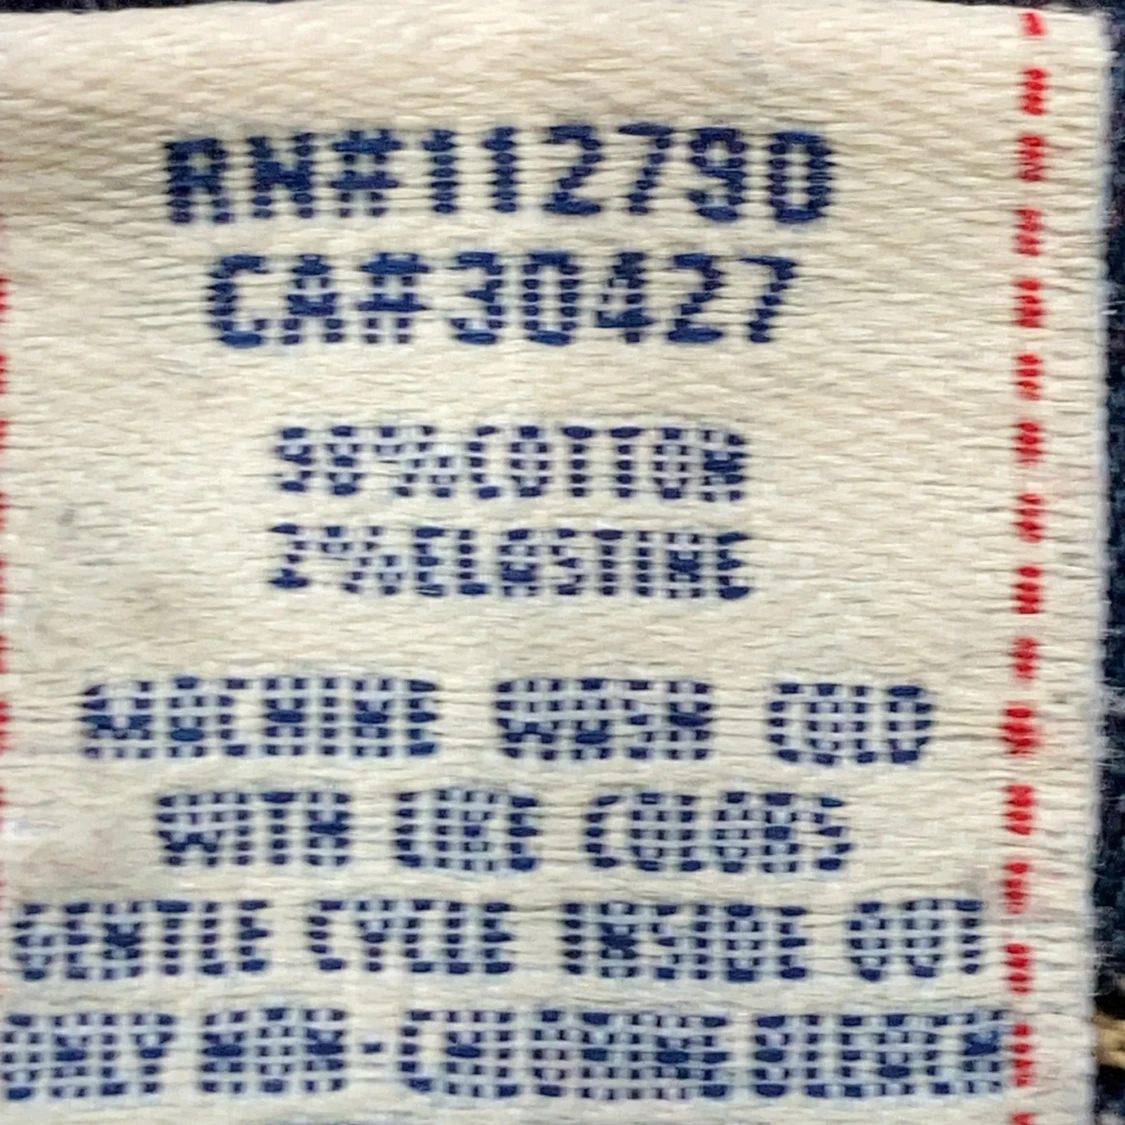 RN#112790
CA#30427
98%COTTON
2%ELASTINE
MACHINE WASH COLD
WITH LIKE COLORS
GENTLE CYCLE INSIDE OUT
ONLY NON-CHLORINE BLEACH